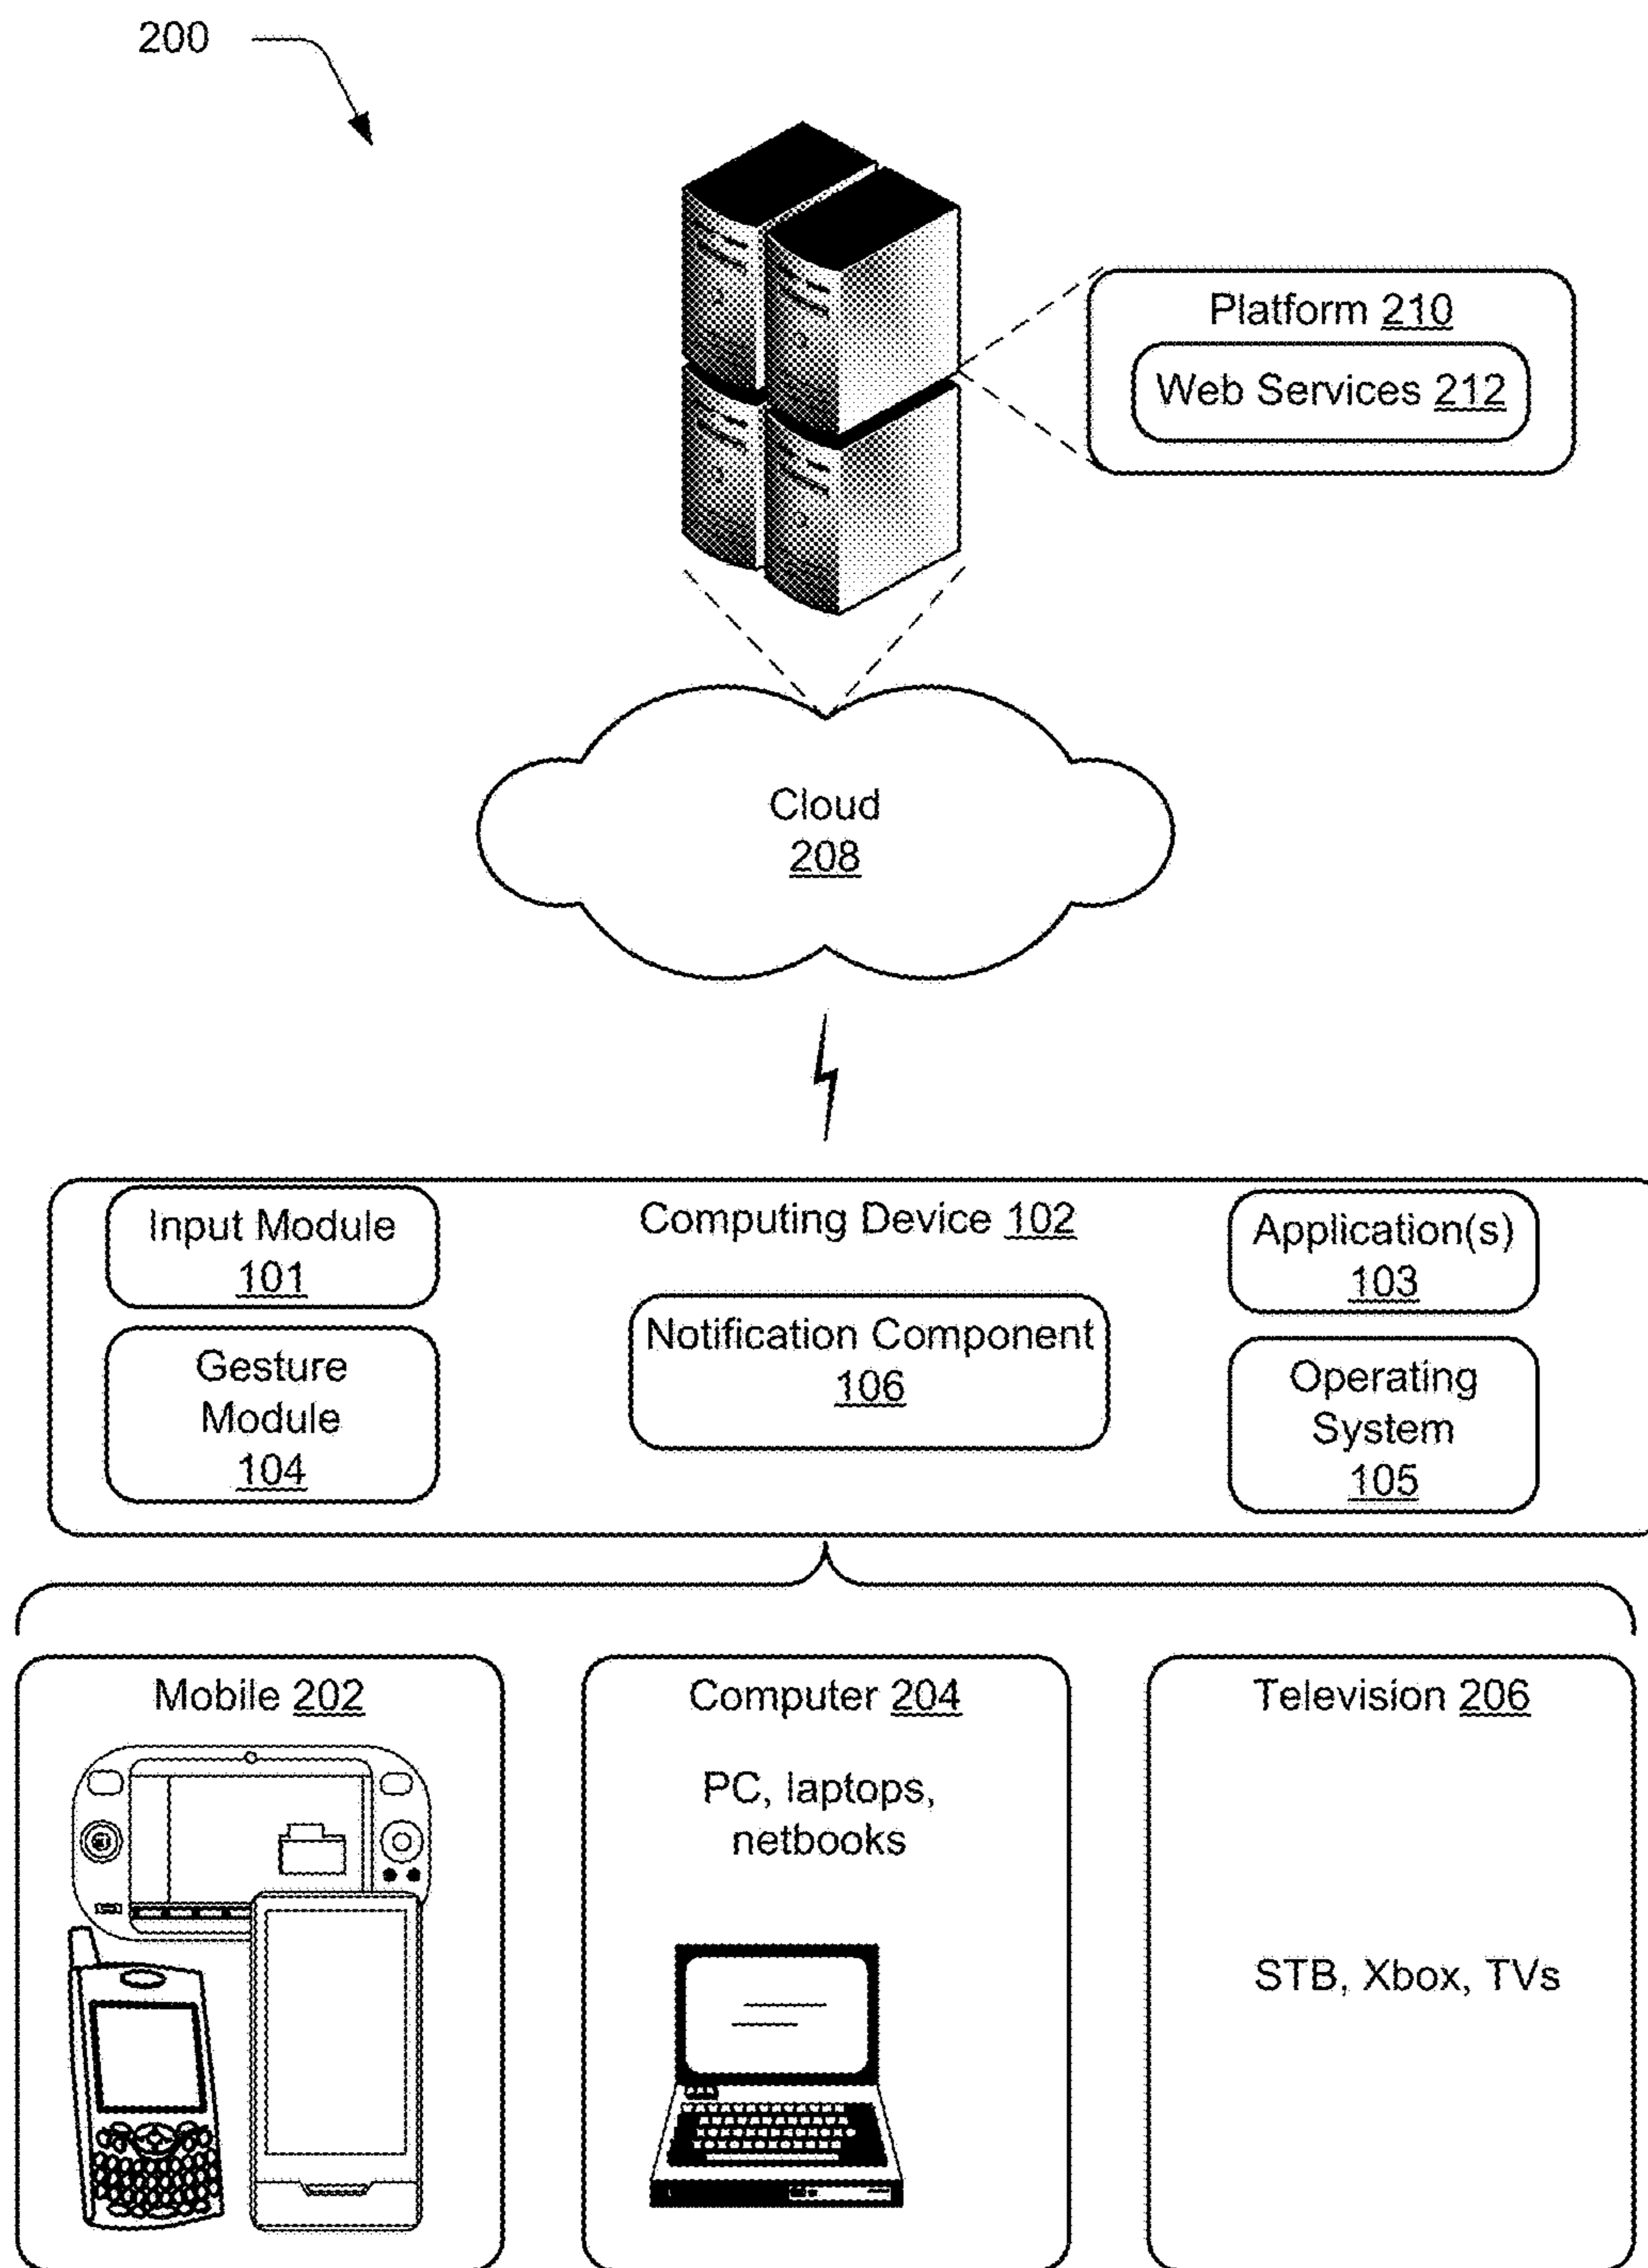 200
Platform 210
Web Services 212
Cloud
208
Computing Device 102
Input Module
101
Gesture
Module
104
Notification Component
106
Application(s)
103
Operating
System
105
Mobile 202
Computer 204
PC, laptops,
netbooks
Television 206
STB, Xbox, TVs